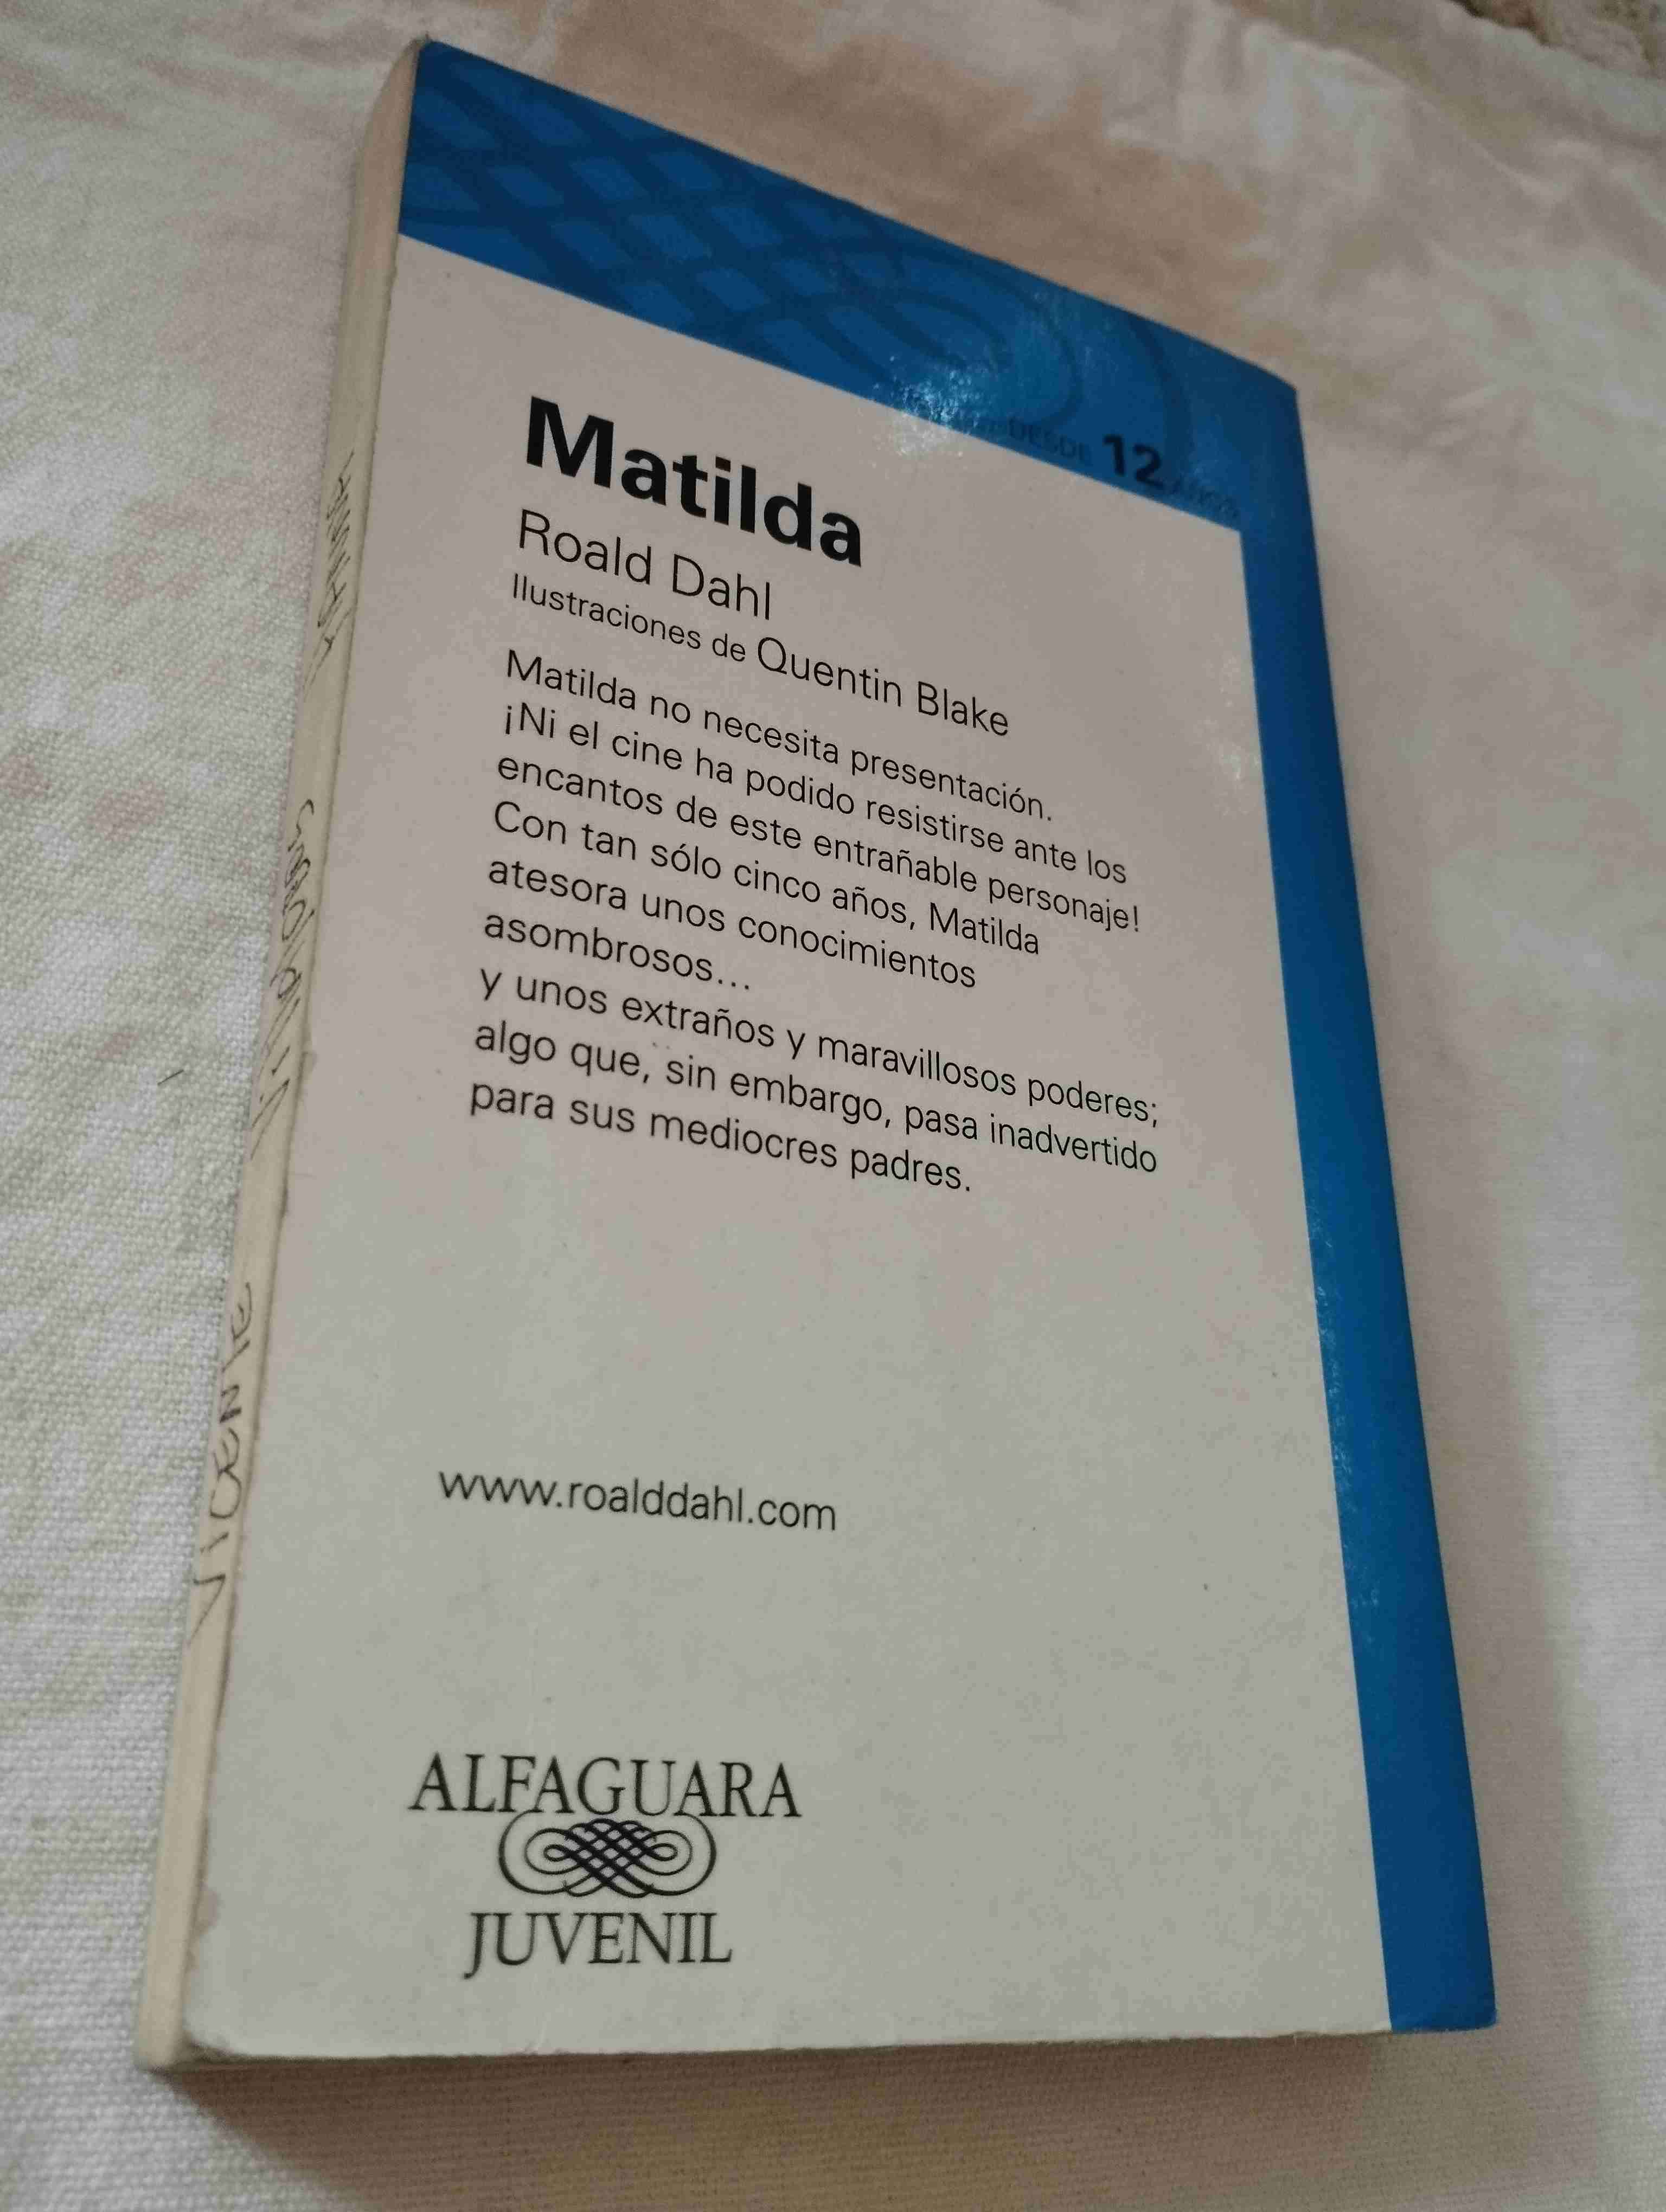 DESDE 12 AÑOS
Matilda
Roald Dahl
Ilustraciones de Quentin Blake
Matilda no necesita presentación.
¡Ni el cine ha podido resistirse ante los
encantos de este entrañable personaje!
Con tan sólo cinco años, Matilda
atesora unos conocimientos
asombrosos...
y unos extraños y maravillosos poderes;
algo que, sin embargo, pasa inadvertido
para sus mediocres padres.
www.roalddahl.com
ALFAGUARA
JUVENIL
VICENTE